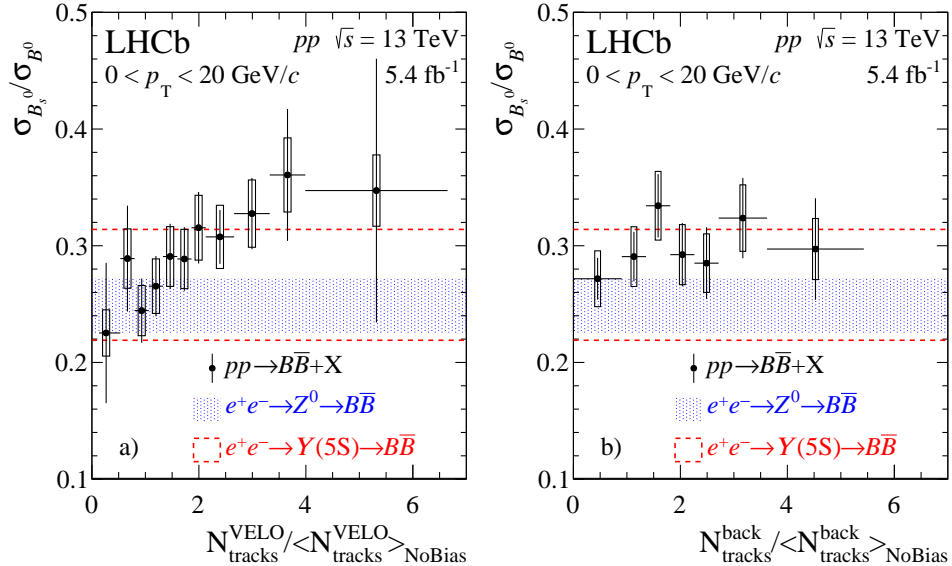 LHCb
pp √s = 13 TeV
0 < p_T < 20 GeV/c
5.4 fb⁻¹
σ_{B_s^0}/σ_{B^0}
0.5
0.4
0.3
0.2
0.1
pp→BB̅+X
e⁺e⁻→Z⁰→BB̅
e⁺e⁻→Υ(5S)→BB̅
a)
0 2 4 6
N_{tracks}^{VELO}/<N_{tracks}^{VELO}>_{NoBias}
LHCb
pp √s = 13 TeV
0 < p_T < 20 GeV/c
5.4 fb⁻¹
σ_{B_s^0}/σ_{B^0}
0.5
0.4
0.3
0.2
0.1
pp→BB̅+X
e⁺e⁻→Z⁰→BB̅
e⁺e⁻→Υ(5S)→BB̅
b)
0 2 4 6
N_{tracks}^{back}/<N_{tracks}^{back}>_{NoBias}